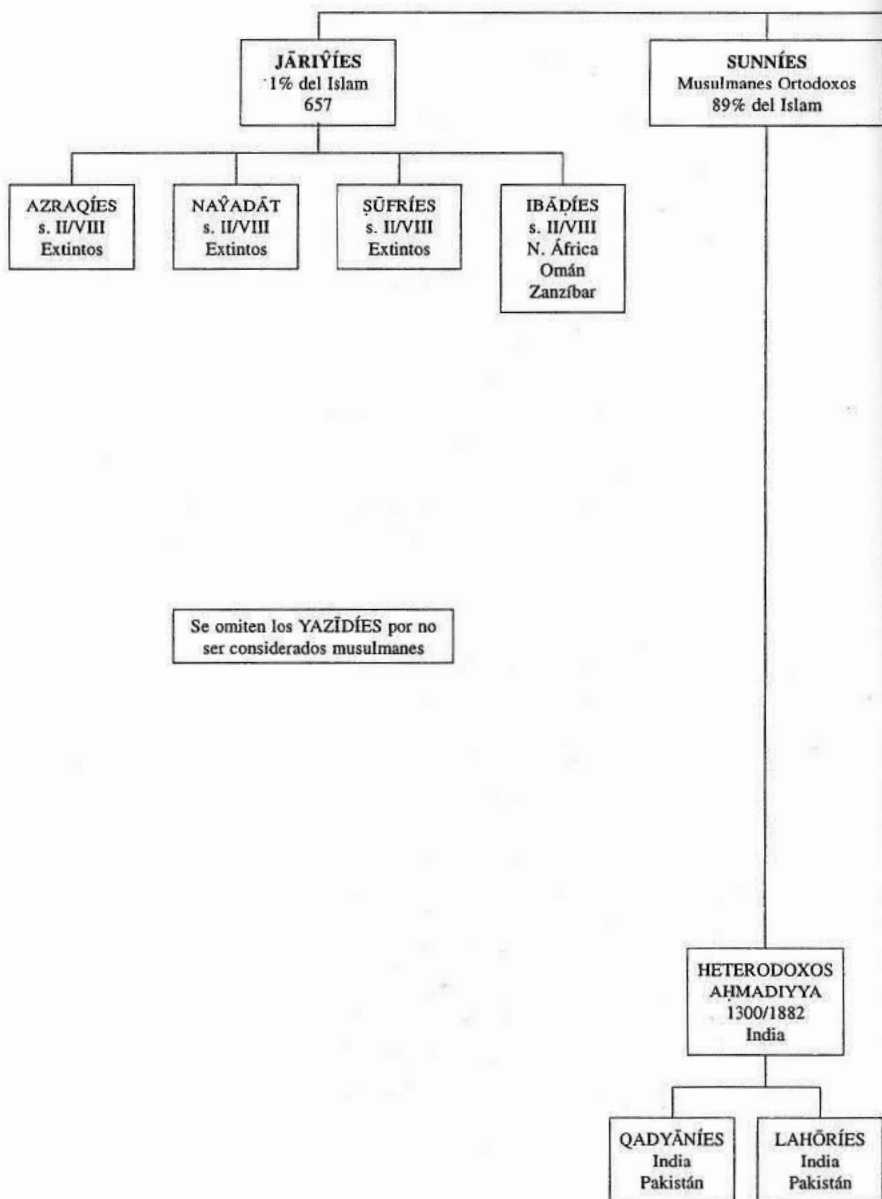 JĀRIŶÍES
1% del Islam
657
SUNNÍES
Musulmanes Ortodoxos
89% del Islam
AZRAQÍES
s. II/VIII
Extintos
NAŶADĀT
s. II/VIII
Extintos
ṢŪFRÍES
s. II/VIII
Extintos
IBĀḌÍES
s. II/VIII
N. África
Omán
Zanzíbar
Se omiten los YAZĪDÍES por no
ser considerados musulmanes
HETERODOXOS
AḤMADIYYA
1300/1882
India
QADYĀNÍES
India
Pakistán
LAHŌRÍES
India
Pakistán